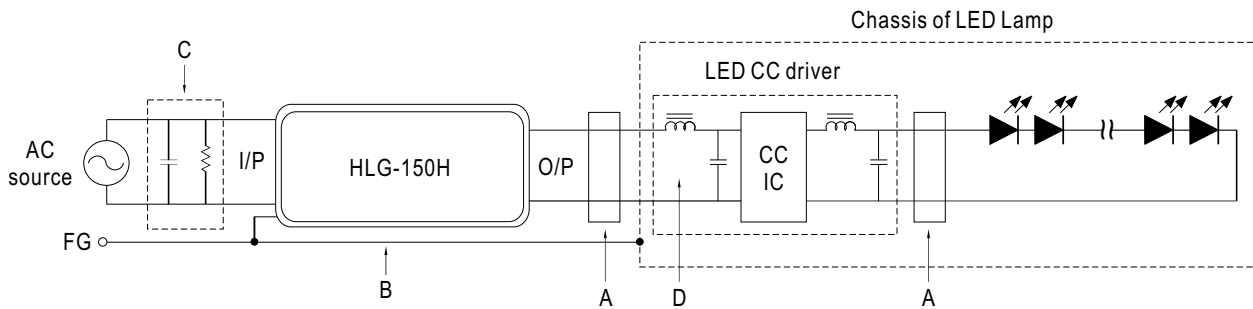 Chassis of LED Lamp
C
LED CC driver
AC
source
I/P
HLG-150H
O/P
CC
IC
FG
B
A
D
A